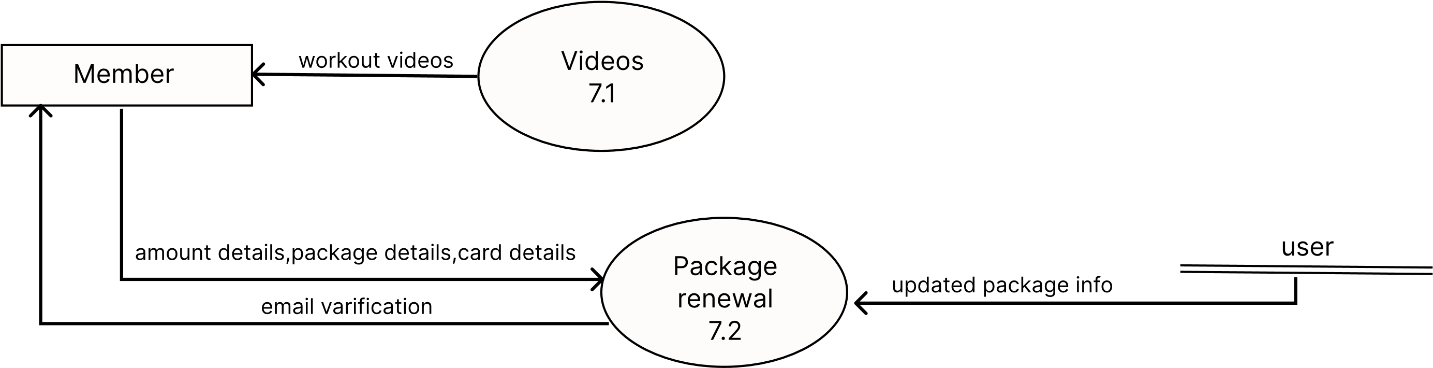 Member
workout videos
Videos
7.1
amount details,package details,card details
email varification
Package
renewal
7.2
updated package info
user